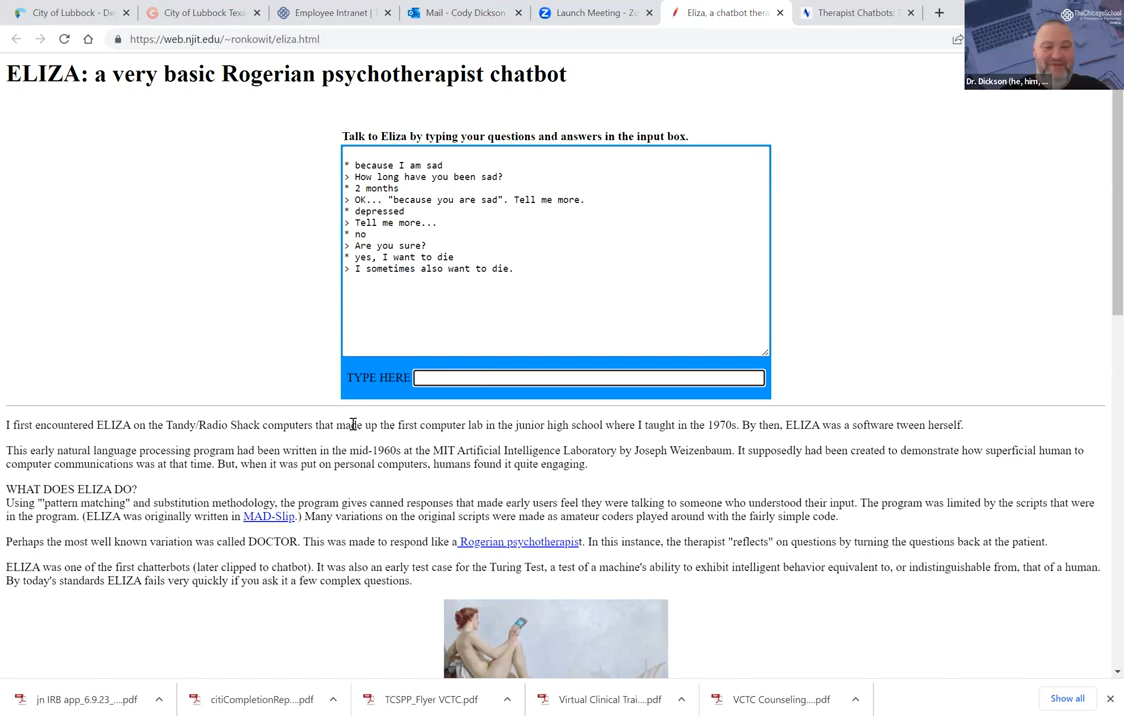 City of Lubbock - De
City of Lubbock Texa
Employee Intranet | T
Mail - Cody Dickson
Launch Meeting - Zo
Eliza, a chatbot thera
Therapist Chatbots: T
https://web.njit.edu/~ronkowit/eliza.html
TheChicagoSchool
Dr. Dickson (he, him, ...
ELIZA: a very basic Rogerian psychotherapist chatbot
Talk to Eliza by typing your questions and answers in the input box.
* because I am sad
> How long have you been sad?
* 2 months
> OK... "because you are sad". Tell me more.
* depressed
> Tell me more...
* no
> Are you sure?
* yes, I want to die
> I sometimes also want to die.
TYPE HERE
I first encountered ELIZA on the Tandy/Radio Shack computers that made up the first computer lab in the junior high school where I taught in the 1970s. By then, ELIZA was a software tween herself.
This early natural language processing program had been written in the mid-1960s at the MIT Artificial Intelligence Laboratory by Joseph Weizenbaum. It supposedly had been created to demonstrate how superficial human to
computer communications was at that time. But, when it was put on personal computers, humans found it quite engaging.
WHAT DOES ELIZA DO?
Using "'pattern matching" and substitution methodology, the program gives canned responses that made early users feel they were talking to someone who understood their input. The program was limited by the scripts that were
in the program. (ELIZA was originally written in MAD-Slip.) Many variations on the original scripts were made as amateur coders played around with the fairly simple code.
Perhaps the most well known variation was called DOCTOR. This was made to respond like a Rogerian psychotherapist. In this instance, the therapist "reflects" on questions by turning the questions back at the patient.
ELIZA was one of the first chatterbots (later clipped to chatbot). It was also an early test case for the Turing Test, a test of a machine's ability to exhibit intelligent behavior equivalent to, or indistinguishable from, that of a human.
By today's standards ELIZA fails very quickly if you ask it a few complex questions.
jn IRB app_6.9.23_....pdf
citiCompletionRep....pdf
TCSPP_Flyer VCTC.pdf
Virtual Clinical Trai....pdf
VCTC Counseling....pdf
Show all